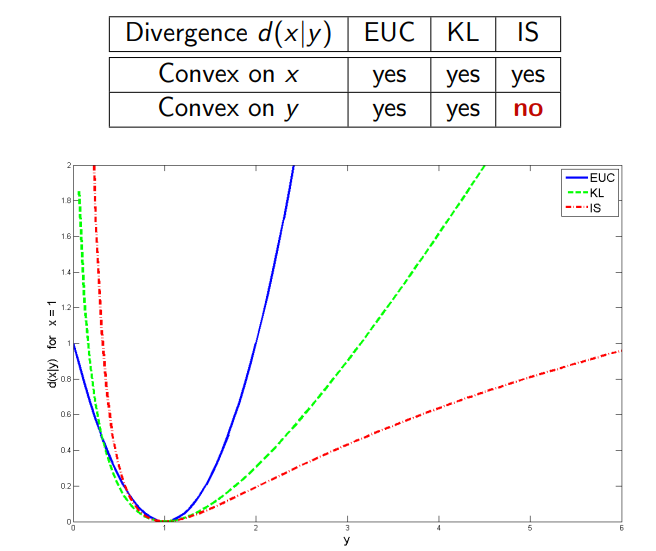 Divergence d(x|y) EUC KL IS
Convex on x yes yes yes
Convex on y yes yes no
2
1.8
1.6
1.4
1.2
1
0.8
0.6
0.4
0.2
0
d(x|y) for x = 1
EUC
KL
IS
0 1 2 3 4 5 6
y